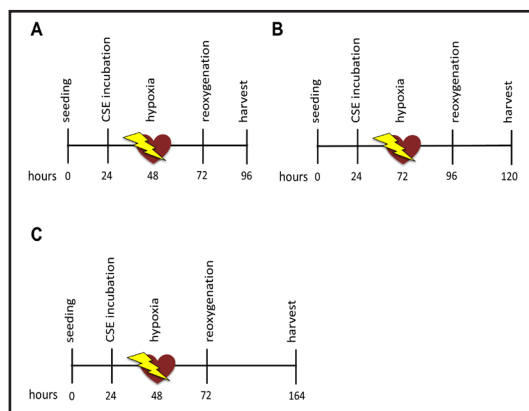 A
seeding
CSE incubation
hypoxia
reoxygenation
harvest
hours 0 24 48 72 96
B
seeding
CSE incubation
hypoxia
reoxygenation
harvest
hours 0 24 72 96 120
C
seeding
CSE incubation
hypoxia
reoxygenation
harvest
hours 0 24 48 72 164